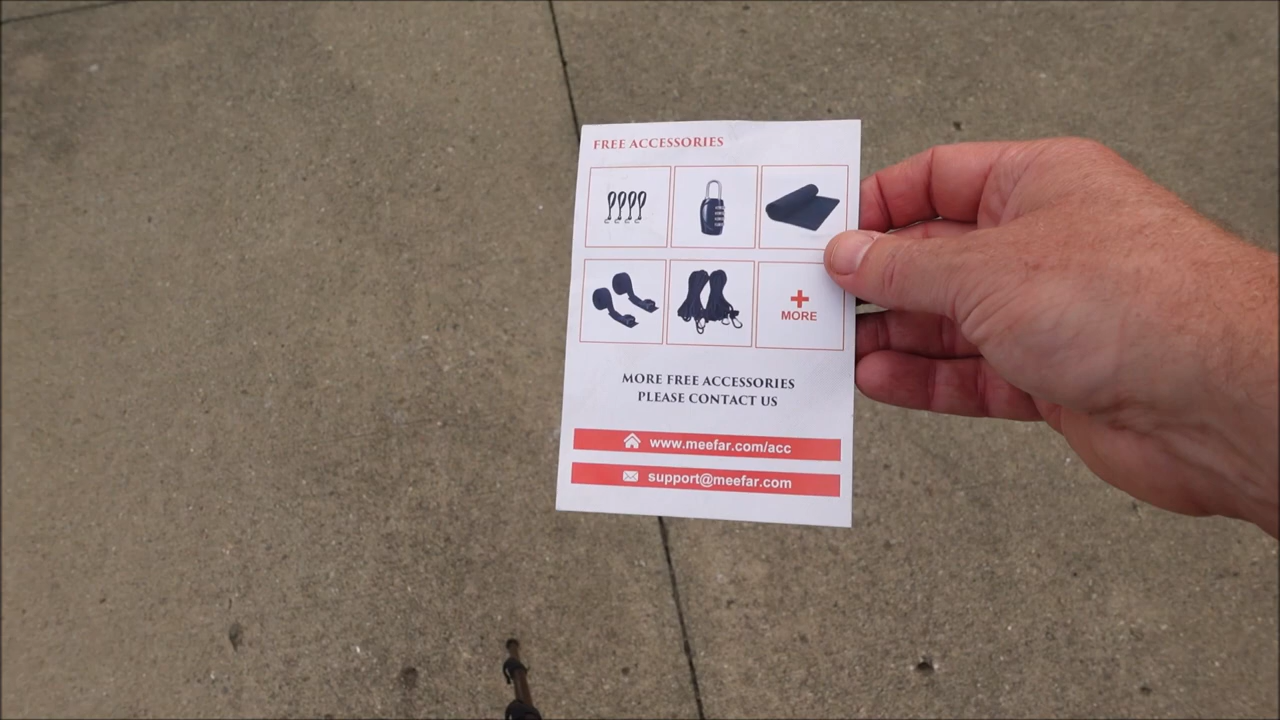 FREE ACCESSORIES
+
MORE
MORE FREE ACCESSORIES
PLEASE CONTACT US
www.meefar.com/acc
support@meefar.com